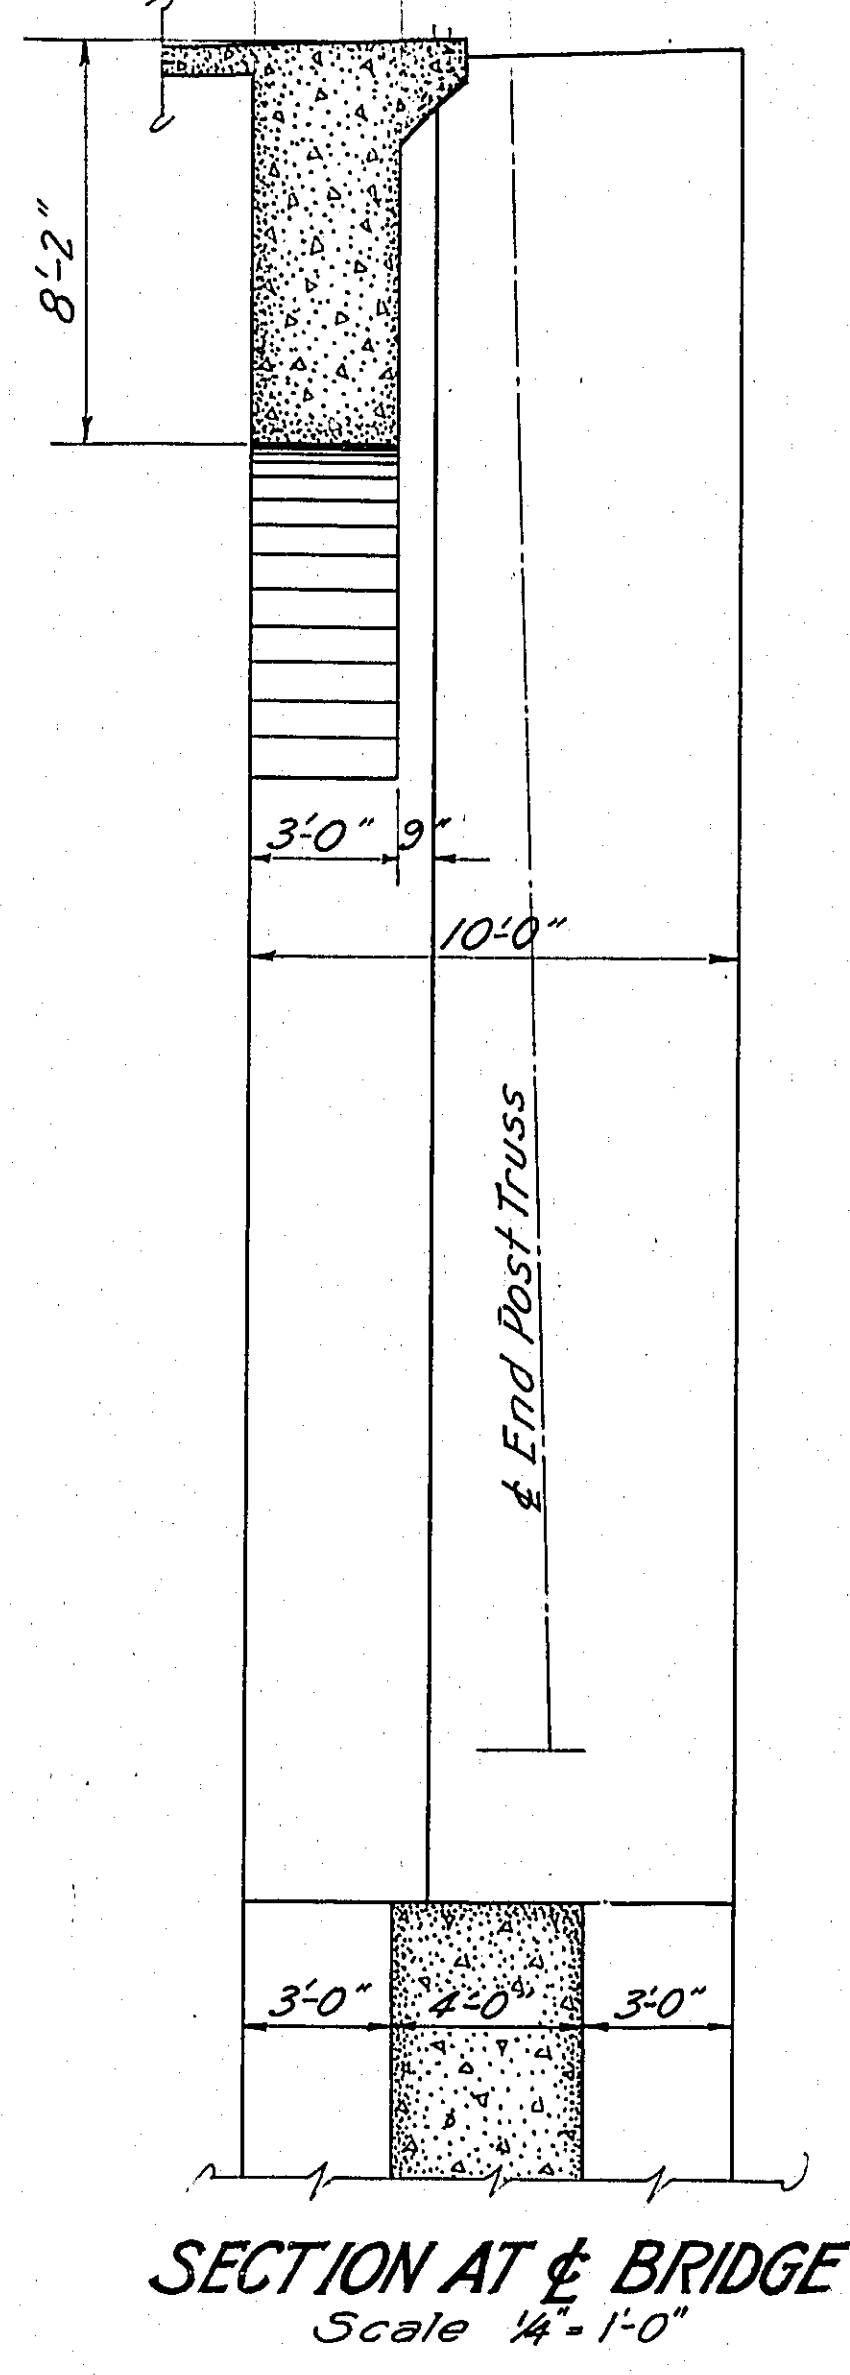 8'-2"
3'-0" 9"
10'-0"
℄ End Post Truss
3'-0" 4'-0" 3'-0"
SECTION AT ℄ BRIDGE
Scale 1/4" = 1'-0"